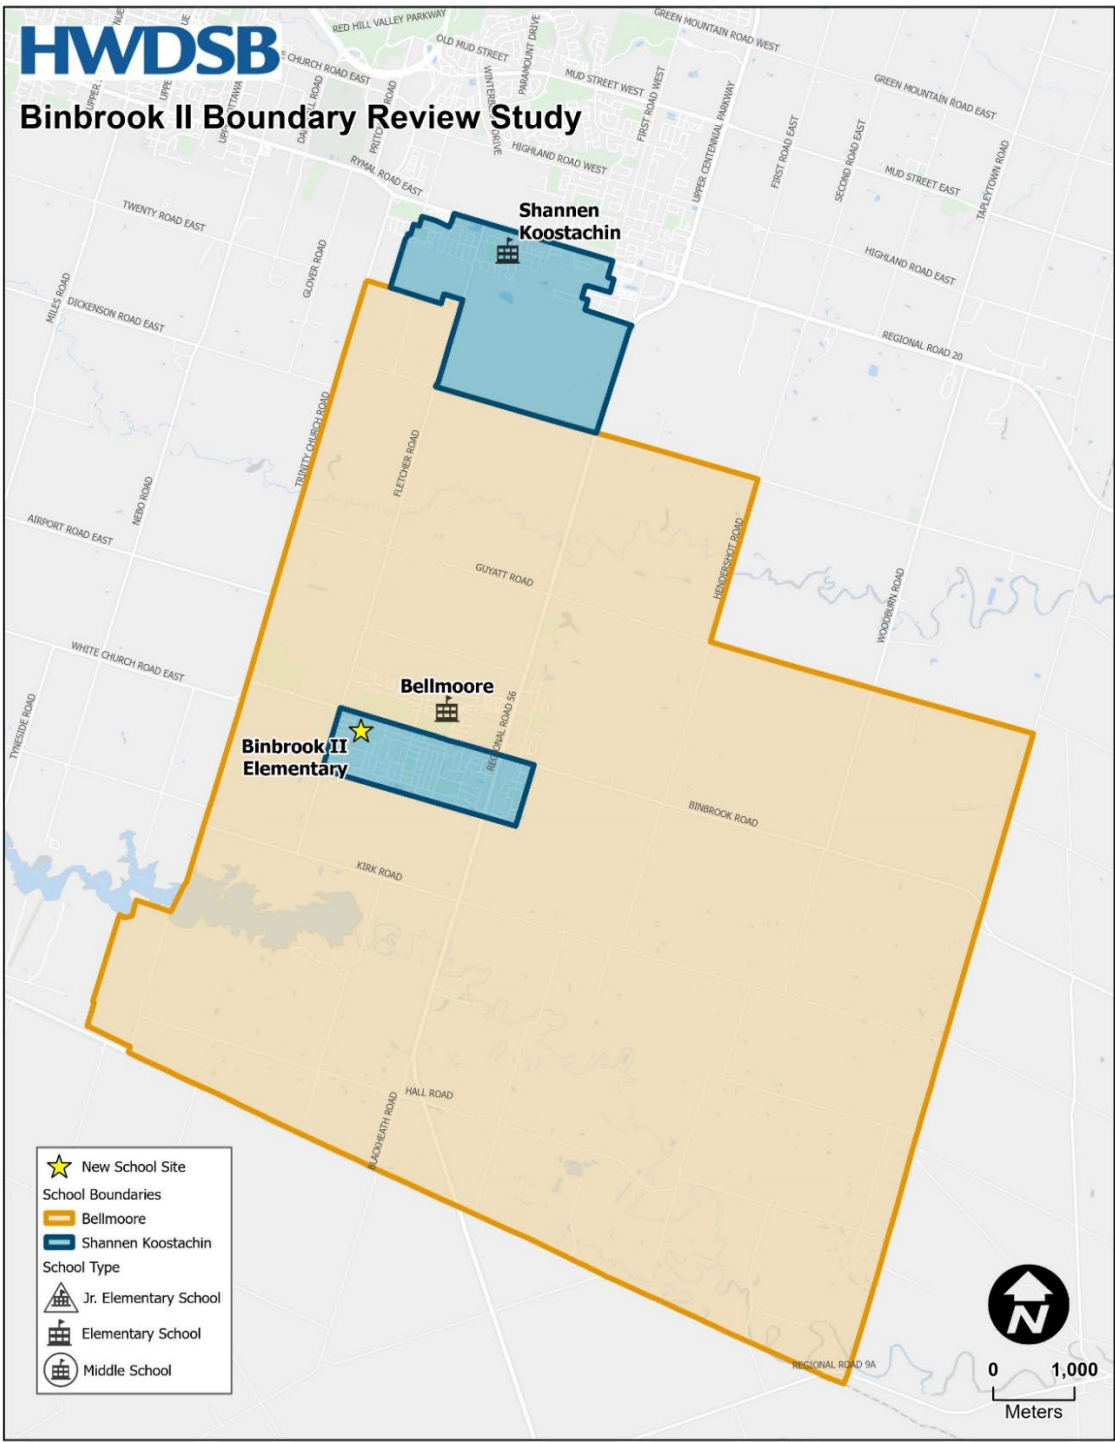 HWDSB
Binbrook II Boundary Review Study
RED HILL VALLEY PARKWAY
GREEN MOUNTAIN ROAD WEST
OLD MUD STREET
PARAMOUNT DRIVE
CHURCH ROAD EAST
MUD STREET WEST
GREEN MOUNTAIN ROAD EAST
FIRST ROAD WEST
UPPER CENTENNIAL PARKWAY
HIGHLAND ROAD WEST
FIRST ROAD EAST
SECOND ROAD EAST
TAPLEYTOWN ROAD
RYMAL ROAD EAST
MUD STREET EAST
TWENTY ROAD EAST
Shannen
Koostachin
GLOVER ROAD
HIGHLAND ROAD EAST
MILES ROAD
DICKENSON ROAD EAST
REGIONAL ROAD 20
TRINITY CHURCH ROAD
FLETCHER ROAD
NEBO ROAD
AIRPORT ROAD EAST
GUYATT ROAD
HENDERSHOT ROAD
WOODBURN ROAD
WHITE CHURCH ROAD EAST
Bellmoore
TYNESIDE ROAD
REGIONAL ROAD 56
Binbrook II
Elementary
BINBROOK ROAD
KIRK ROAD
HALL ROAD
BLACKHEATH ROAD
New School Site
School Boundaries
Bellmoore
Shannen Koostachin
School Type
Jr. Elementary School
Elementary School
Middle School
REGIONAL ROAD 9A
N
0 1,000
Meters